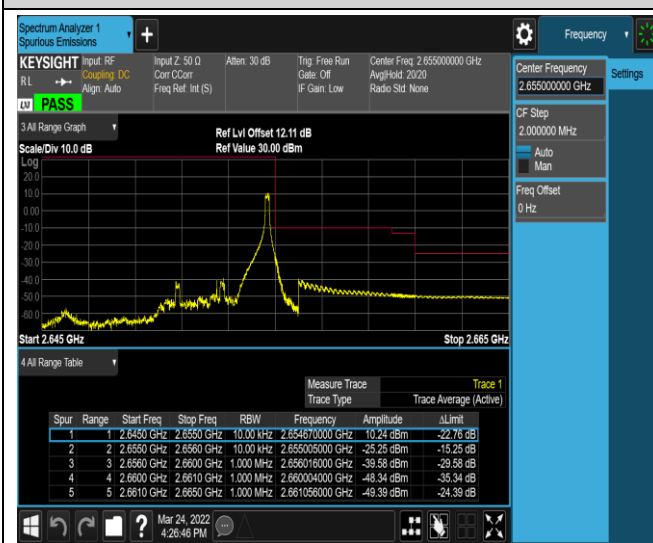 Spectrum Analyzer 1
Spurious Emissions
+
Frequency
KEYSIGHT Input: RF Input Z: 50 Ω Atten: 30 dB Trig: Free Run Center Freq: 2.655000000 GHz
RL Coupling: DC Corr CCorr Gate: Off Avg|Hold: 20/20
Align: Auto Freq Ref: Int (S) IF Gain: Low Radio Std: None
LXI PASS
Center Frequency
2.655000000 GHz
Settings
CF Step
2.000000 MHz
Auto
Man
Freq Offset
0 Hz
3 All Range Graph
Ref Lvl Offset 12.11 dB
Scale/Div 10.0 dB Ref Value 30.00 dBm
Log
20.0
10.0
0.00
-10.0
-20.0
-30.0
-40.0
-50.0
-60.0
Start 2.645 GHz Stop 2.665 GHz
4 All Range Table
Measure Trace Trace 1
Trace Type Trace Average (Active)
Spur Range Start Freq Stop Freq RBW Frequency Amplitude ΔLimit
1 1 2.6450 GHz 2.6550 GHz 10.00 kHz 2.654670000 GHz 10.24 dBm -22.76 dB
2 2 2.6550 GHz 2.6560 GHz 10.00 kHz 2.655005000 GHz -25.25 dBm -15.25 dB
3 3 2.6560 GHz 2.6600 GHz 1.000 MHz 2.656016000 GHz -39.58 dBm -29.58 dB
4 4 2.6600 GHz 2.6610 GHz 1.000 MHz 2.660004000 GHz -48.34 dBm -35.34 dB
5 5 2.6610 GHz 2.6650 GHz 1.000 MHz 2.661056000 GHz -49.39 dBm -24.39 dB
Mar 24, 2022
4:26:46 PM